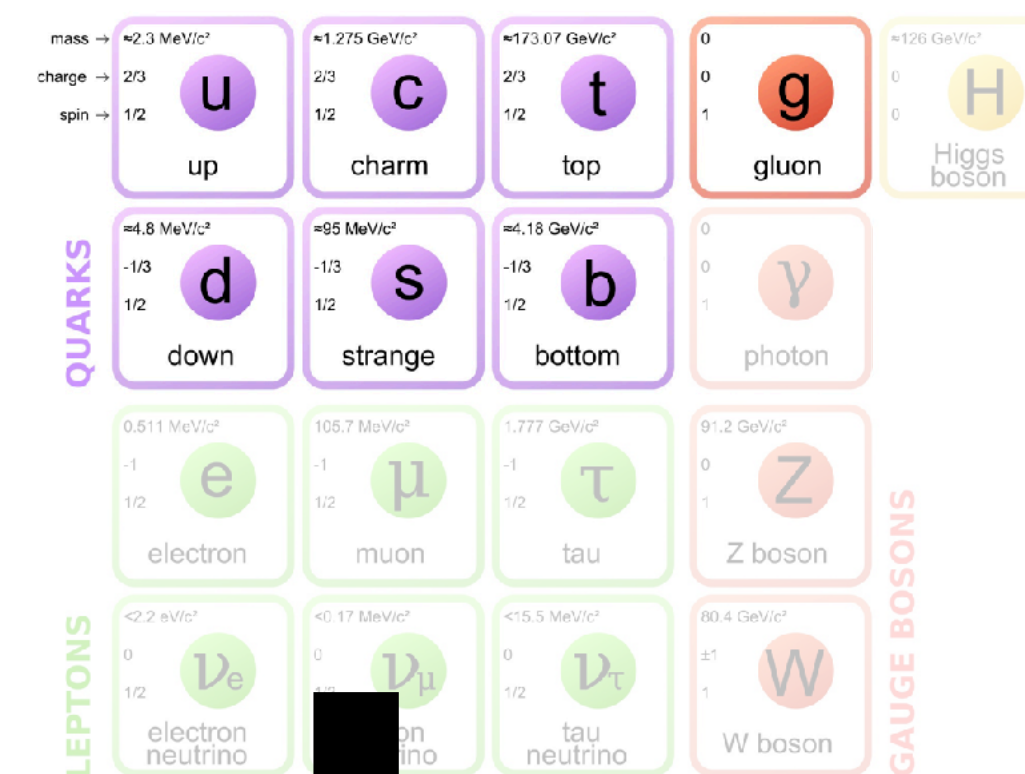 mass → ≈2.3 MeV/c² ≈1.275 GeV/c² ≈173.07 GeV/c² 0 ≈126 GeV/c²
charge → 2/3 2/3 2/3 0 0
u c t g H
spin → 1/2 1/2 1/2 1 0
up charm top gluon Higgs
boson
≈4.8 MeV/c² ≈95 MeV/c² ≈4.18 GeV/c² 0
-1/3 -1/3 -1/3 0
d s b γ
1/2 1/2 1/2 1
down strange bottom photon
QUARKS
0.511 MeV/c² 105.7 MeV/c² 1.777 GeV/c² 91.2 GeV/c²
-1 -1 -1 0
e μ τ Z
1/2 1/2 1/2 1
electron muon tau Z boson
<2.2 eV/c² <0.17 MeV/c² <15.5 MeV/c² 80.4 GeV/c²
0 0 0 ±1
νe νμ ντ W
1/2 1/2 1
electron tau W boson
neutrino neutrino
LEPTONS
GAUGE BOSONS